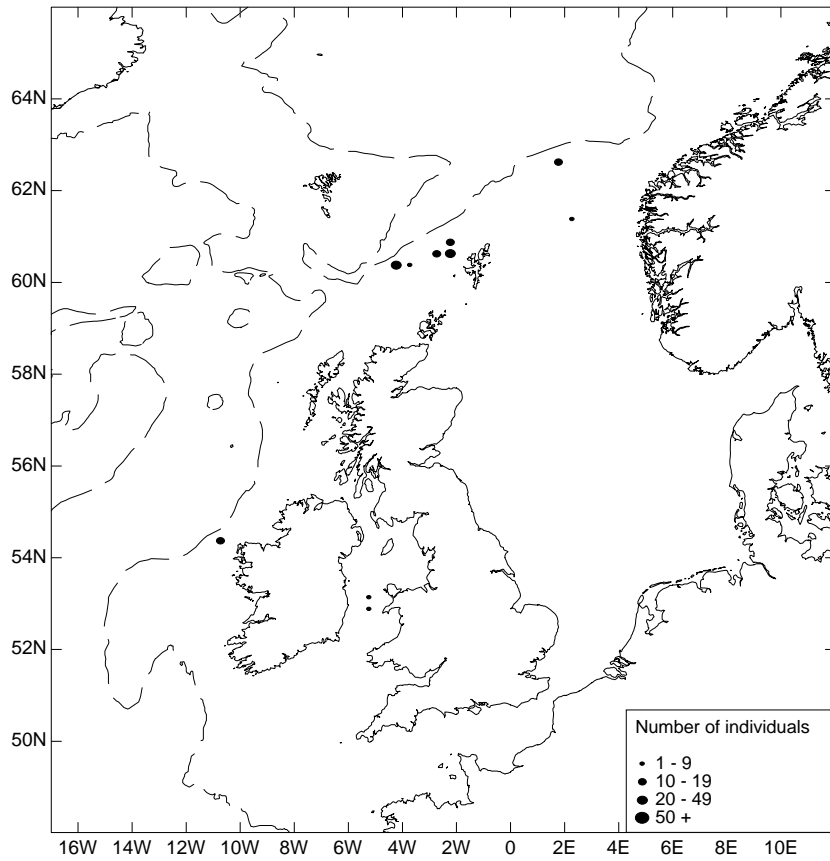 64N
62N
60N
58N
56N
54N
52N
50N
Number of individuals
1 - 9
10 - 19
20 - 49
50 +
16W 14W 12W 10W 8W 6W 4W 2W 0 2E 4E 6E 8E 10E